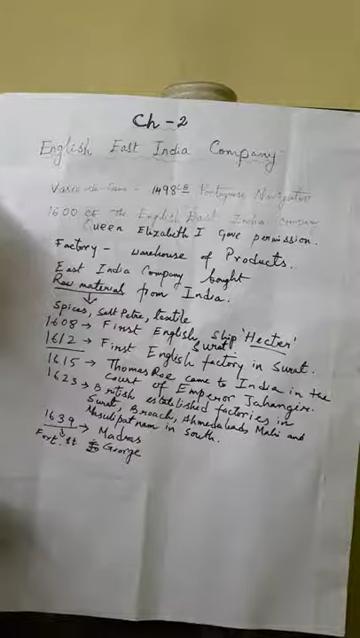 Ch-2
English East India Company
Vasco-da-Gama - 1498 Portuguese Navigator
1600 of the English East India company
Queen Elizabeth I gave permission.
Factory - warehouse of Products.
East India Company bought
Raw material from India.
↓
Spices, Salt Petre, textile
1608 → First English Ship 'Hecter'
Surat
1612 → First English factory in Surat.
1615 → Thomas Roe came to India in the
court of Emperor Jahangir.
1623 → British established factories in
Surat, Broach, Ahmedabad, and
Masulipatnam in South.
1639 → Madras
↓
Fort. St George